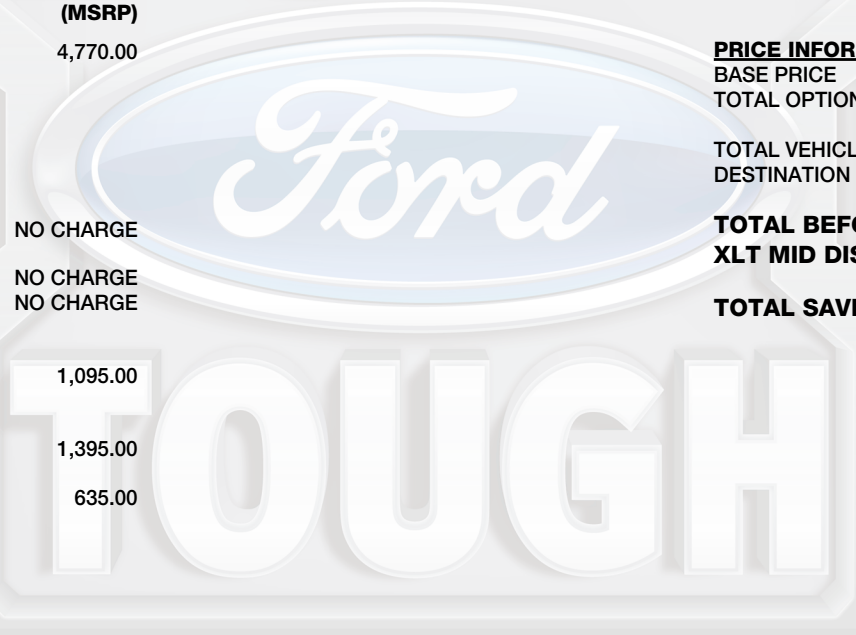 (MSRP)
4,770.00
NO CHARGE
NO CHARGE
NO CHARGE
1,095.00
1,395.00
635.00
PRICE INFOR
BASE PRICE
TOTAL OPTION
TOTAL VEHICL
DESTINATION
TOTAL BEFO
XLT MID DIS
TOTAL SAVI
Ford
TOUGH